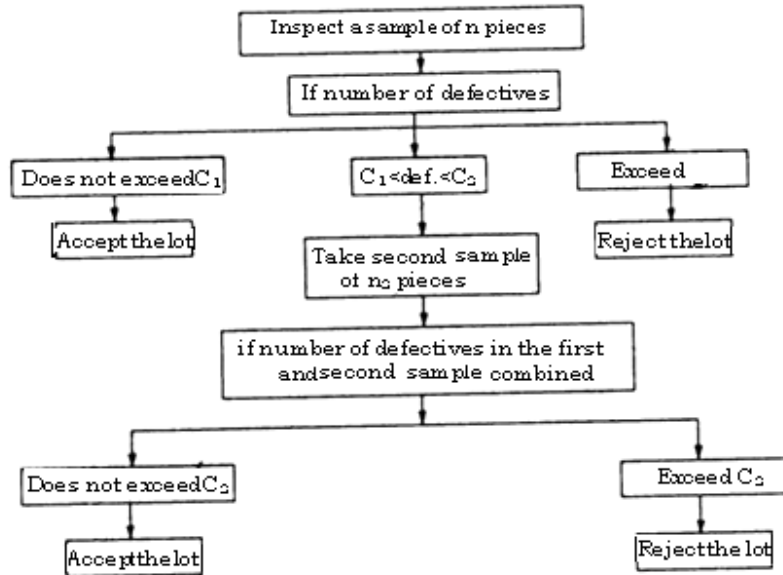 Inspect a sample of n pieces
If number of defectives
Does not exceed C₁
C₁<def.<C₂
Exceed
Accept the lot
Reject the lot
Take second sample
of n₂ pieces
if number of defectives in the first
and second sample combined
Does not exceed C₂
Exceed C₂
Accept the lot
Reject the lot